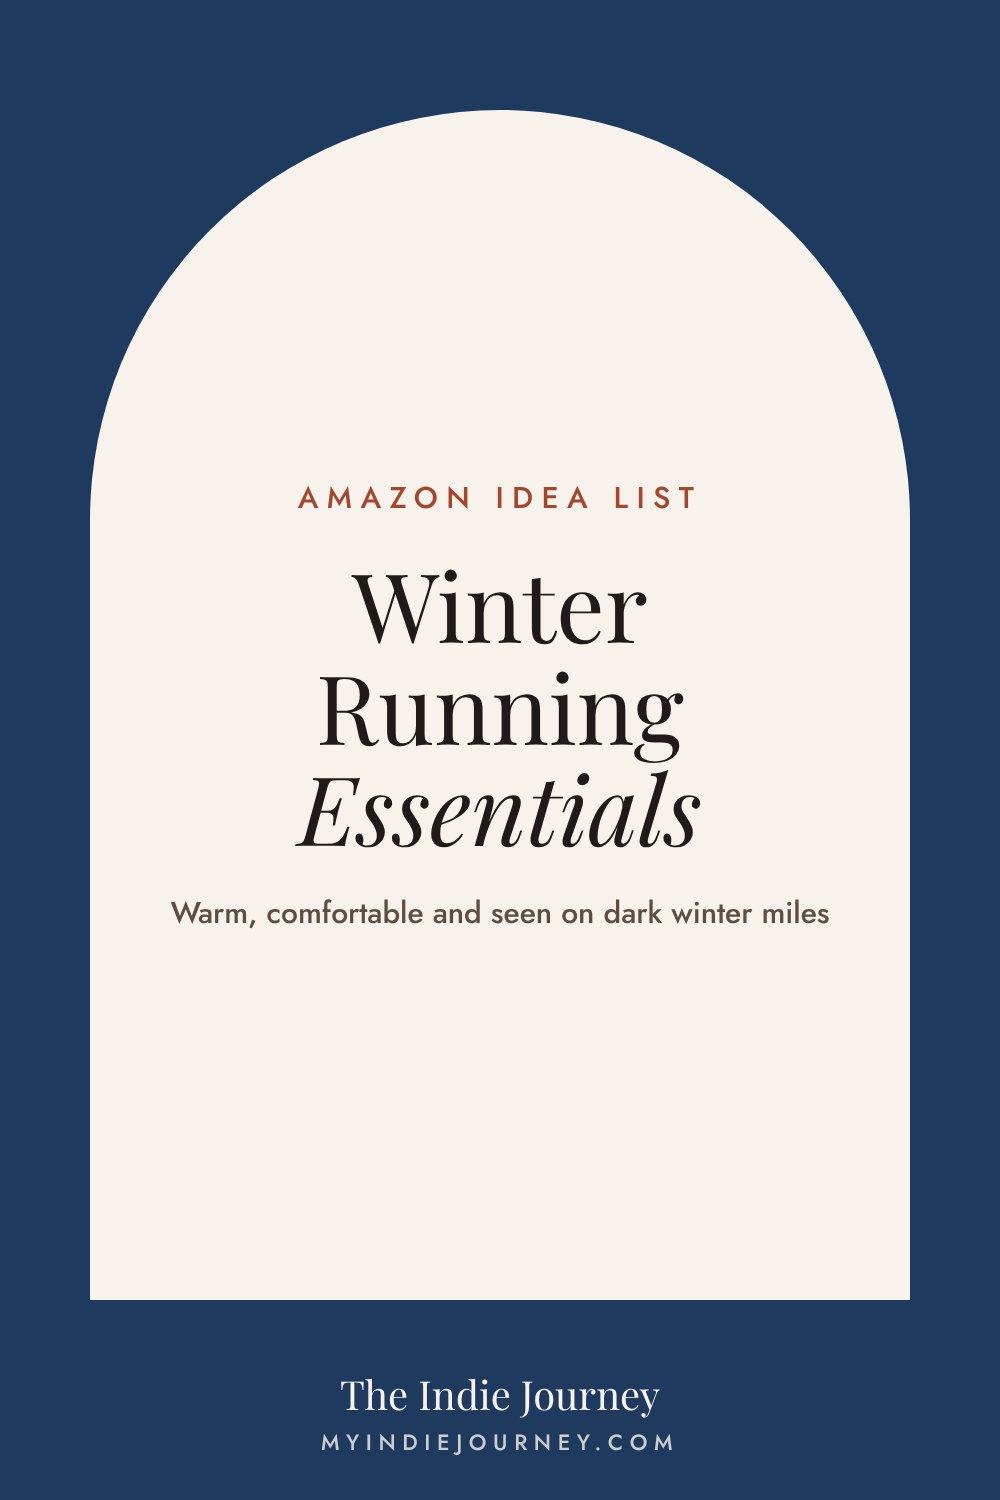 AMAZON IDEA LIST
Winter
Running
Essentials
Warm, comfortable and seen on dark winter miles
The Indie Journey
MYINDIEJOURNEY.COM